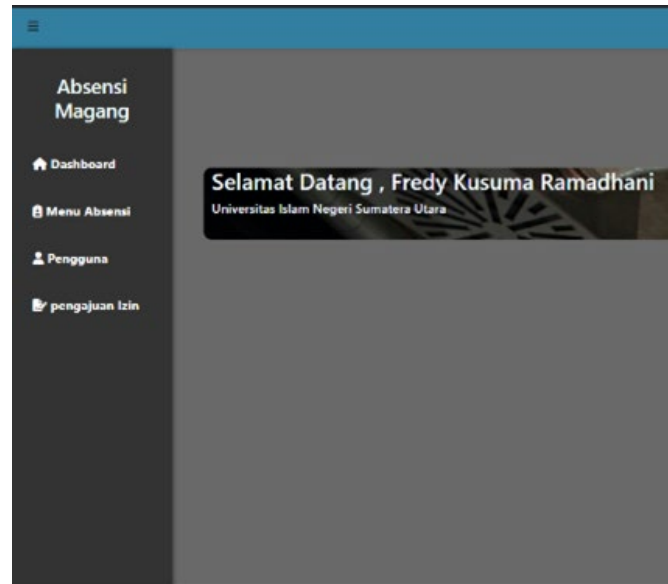 Absensi
Magang
Dashboard
Menu Absensi
Pengguna
pengajuan Izin
Selamat Datang , Fredy Kusuma Ramadhani
Universitas Islam Negeri Sumatera Utara